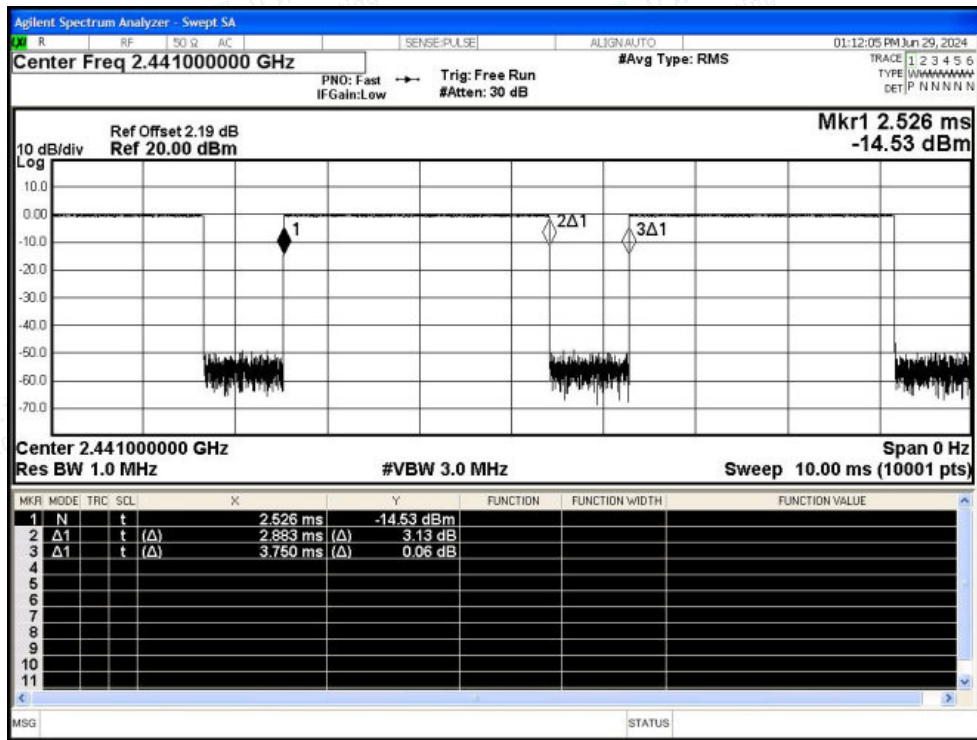 Agilent Spectrum Analyzer - Swept SA
LXI R RF 50 Ω AC SENSE:PULSE ALIGN AUTO 01:12:05 PM Jun 29, 2024
Center Freq 2.441000000 GHz #Avg Type: RMS TRACE 1 2 3 4 5 6
PNO: Fast Trig: Free Run TYPE WWWWWW
IFGain:Low #Atten: 30 dB DET P N N N N N
Mkr1 2.526 ms
-14.53 dBm
Ref Offset 2.19 dB
10 dB/div Ref 20.00 dBm
Log
10.0
0.00
-10.0
-20.0
-30.0
-40.0
-50.0
-60.0
-70.0
1
2Δ1
3Δ1
Center 2.441000000 GHz Span 0 Hz
Res BW 1.0 MHz #VBW 3.0 MHz Sweep 10.00 ms (10001 pts)
MKR MODE TRC SCL X Y FUNCTION FUNCTION WIDTH FUNCTION VALUE
1 N t 2.526 ms -14.53 dBm
2 Δ1 t (Δ) 2.883 ms (Δ) 3.13 dB
3 Δ1 t (Δ) 3.750 ms (Δ) 0.06 dB
4
5
6
7
8
9
10
11
MSG STATUS